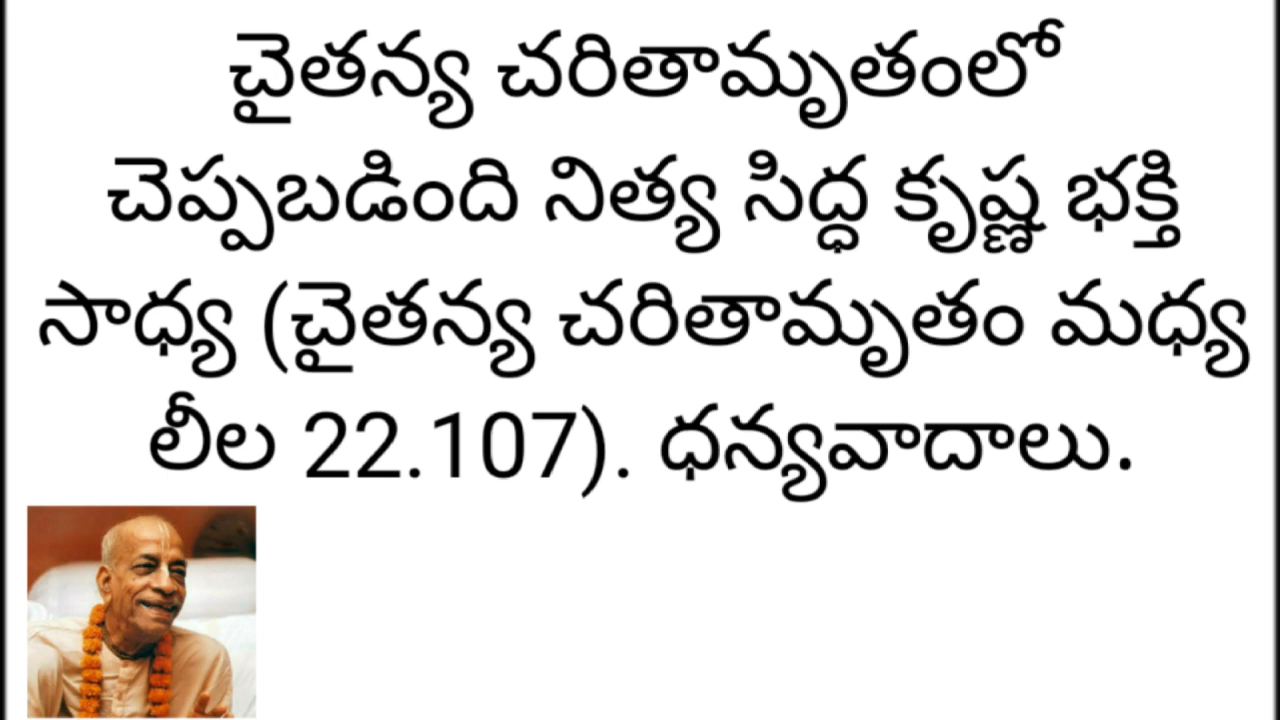 చైతన్య చరితామృతంలో
చెప్పబడింది నిత్య సిద్ధ కృష్ణ భక్తి
సాధ్య (చైతన్య చరితామృతం మధ్య
లీల 22.107). ధన్యవాదాలు.